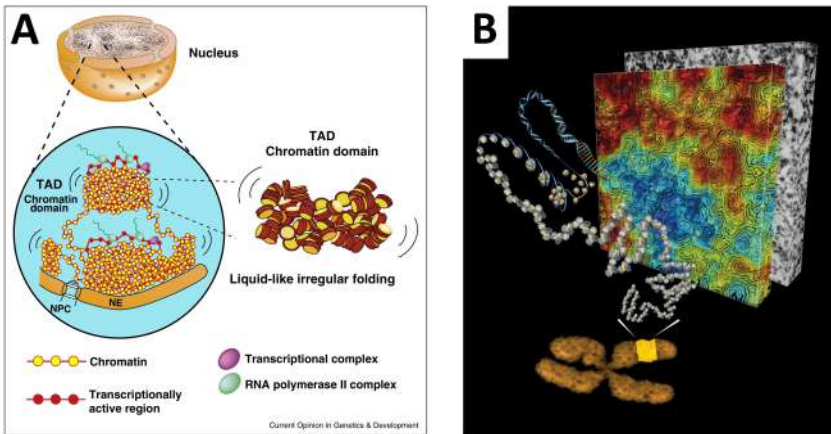 A
Nucleus
TAD
Chromatin domain
TAD
Chromatin
domain
Liquid-like irregular folding
NPC
NE
Chromatin
Transcriptionally
active region
Transcriptional complex
RNA polymerase II complex
Current Opinion in Genetics & Development
B